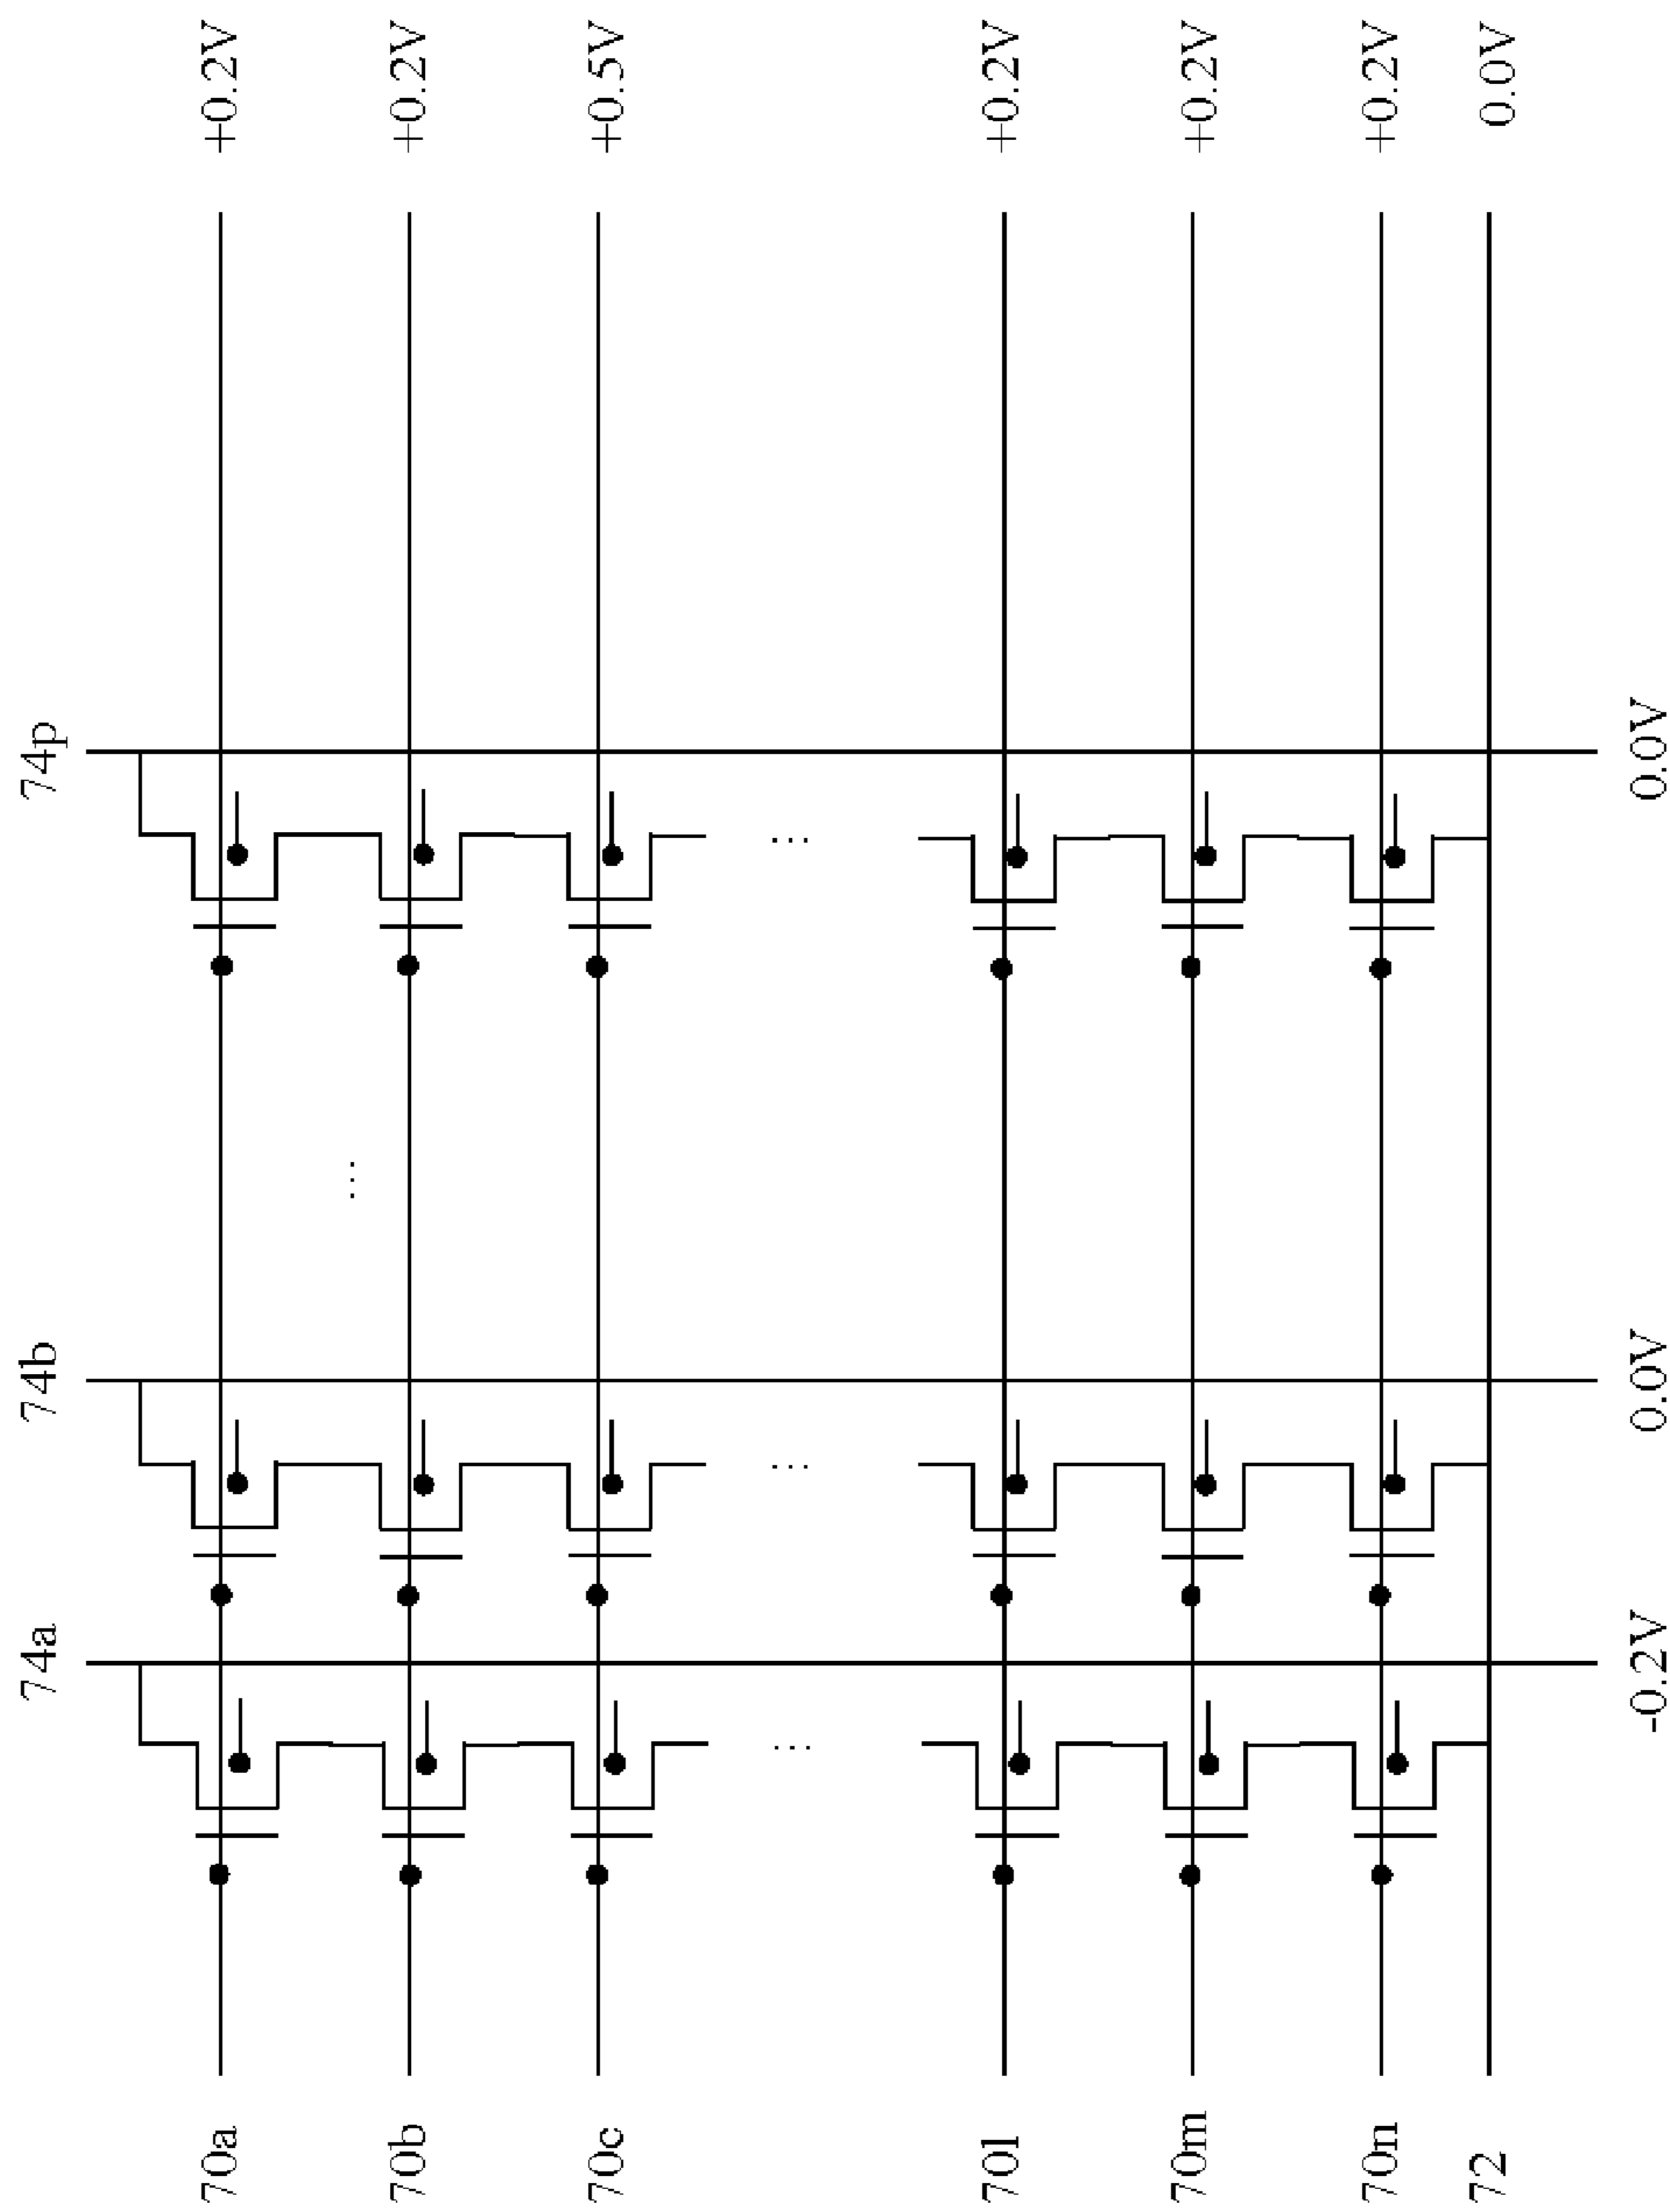 74a 74b 74p
70a +0.2V
70b +0.2V
70c +0.5V
70l +0.2V
70m +0.2V
70n +0.2V
72 0.0V
-0.2V 0.0V 0.0V